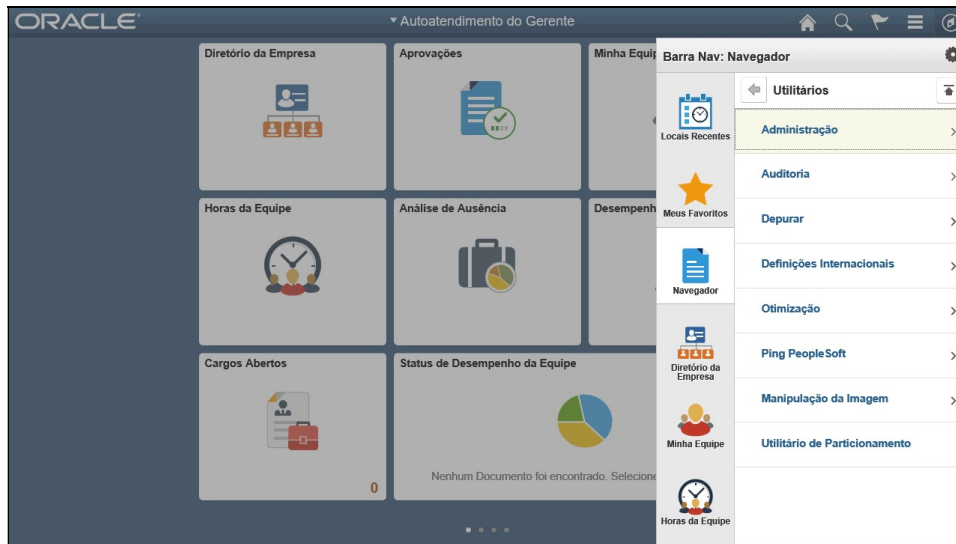 ORACLE
Autoatendimento do Gerente
Diretório da Empresa
Aprovações
Minha Equip
Horas da Equipe
Análise de Ausência
Desempenh
Cargos Abertos
0
Status de Desempenho da Equipe
Nenhum Documento foi encontrado. Selecione
Barra Nav: Navegador
Locais Recentes
Meus Favoritos
Navegador
Diretório da
Empresa
Minha Equipe
Horas da Equipe
Utilitários
Administração
Auditoria
Depurar
Definições Internacionais
Otimização
Ping PeopleSoft
Manipulação da Imagem
Utilitário de Particionamento